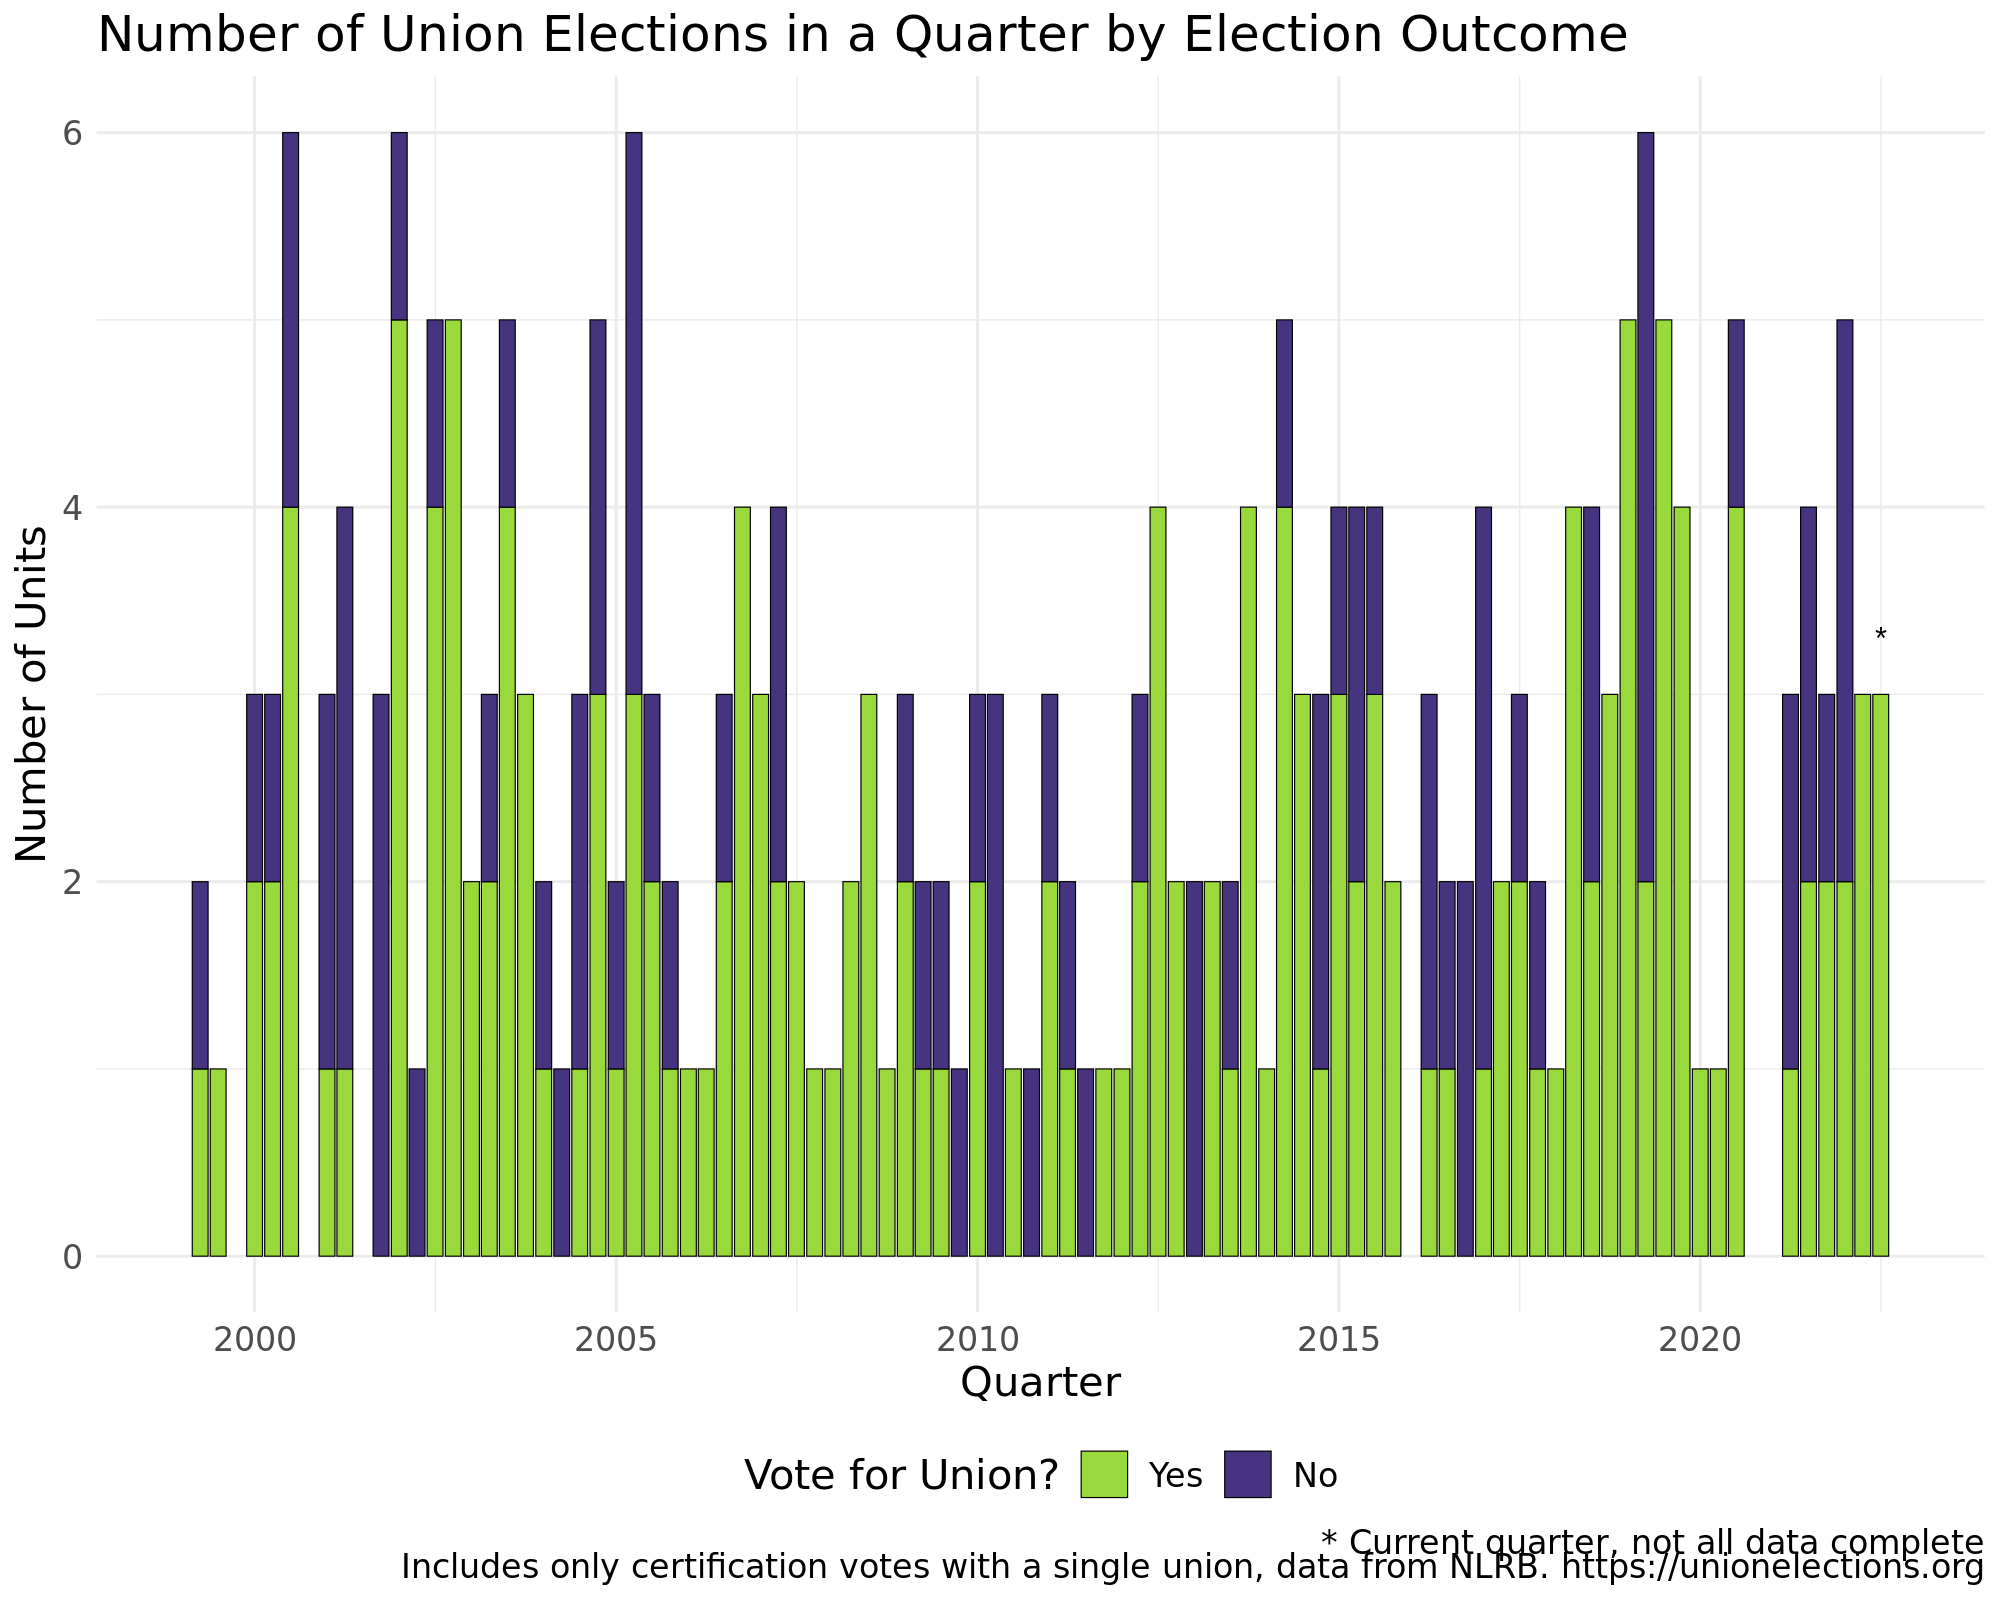 Number of Union Elections in a Quarter by Election Outcome
6
4
2
0
Number of Units
*
2000 2005 2010 2015 2020
Quarter
Vote for Union? Yes No
* Current quarter, not all data complete
Includes only certification votes with a single union, data from NLRB. https://unionelections.org